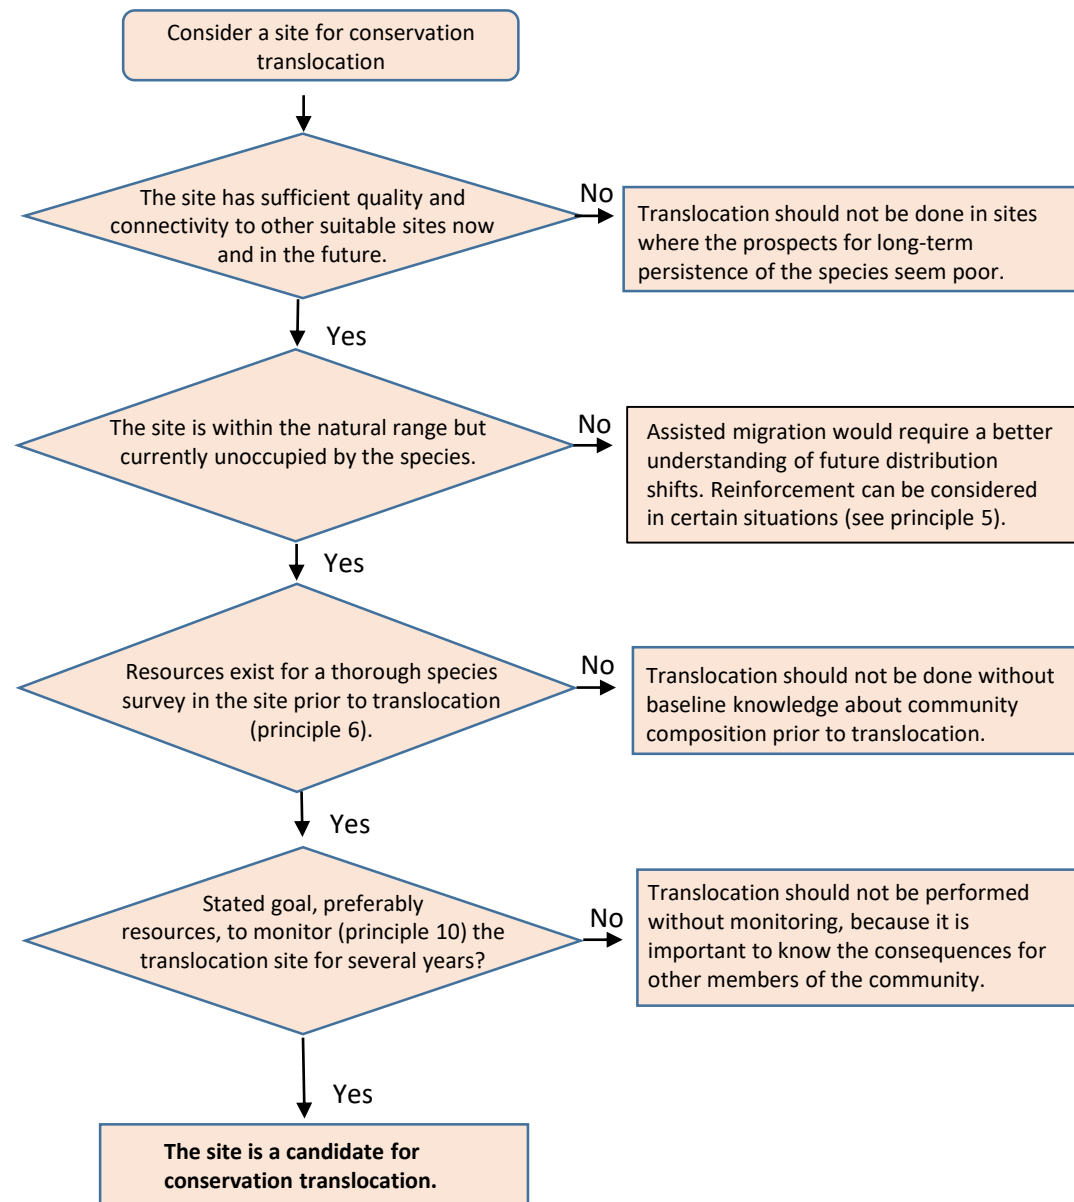 Consider a site for conservation
translocation
The site has sufficient quality and
connectivity to other suitable sites now
and in the future.
No
Translocation should not be done in sites
where the prospects for long-term
persistence of the species seem poor.
Yes
The site is within the natural range but
currently unoccupied by the species.
No
Assisted migration would require a better
understanding of future distribution
shifts. Reinforcement can be considered
in certain situations (see principle 5).
Yes
Resources exist for a thorough species
survey in the site prior to translocation
(principle 6).
No
Translocation should not be done without
baseline knowledge about community
composition prior to translocation.
Yes
Stated goal, preferably
resources, to monitor (principle 10) the
translocation site for several years?
No
Translocation should not be performed
without monitoring, because it is
important to know the consequences for
other members of the community.
Yes
The site is a candidate for
conservation translocation.